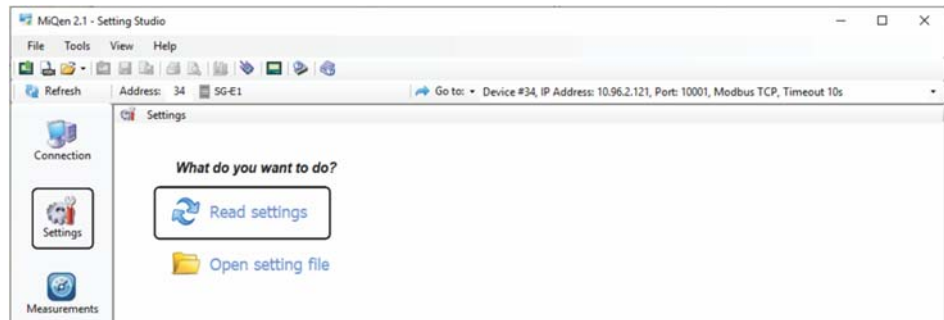 MiQen 2.1 - Setting Studio
File Tools View Help
Refresh Address: 34 SG-E1 Go to: Device #34, IP Address: 10.96.2.121, Port: 10001, Modbus TCP, Timeout 10s
Settings
Connection
What do you want to do?
Read settings
Settings
Open setting file
Measurements